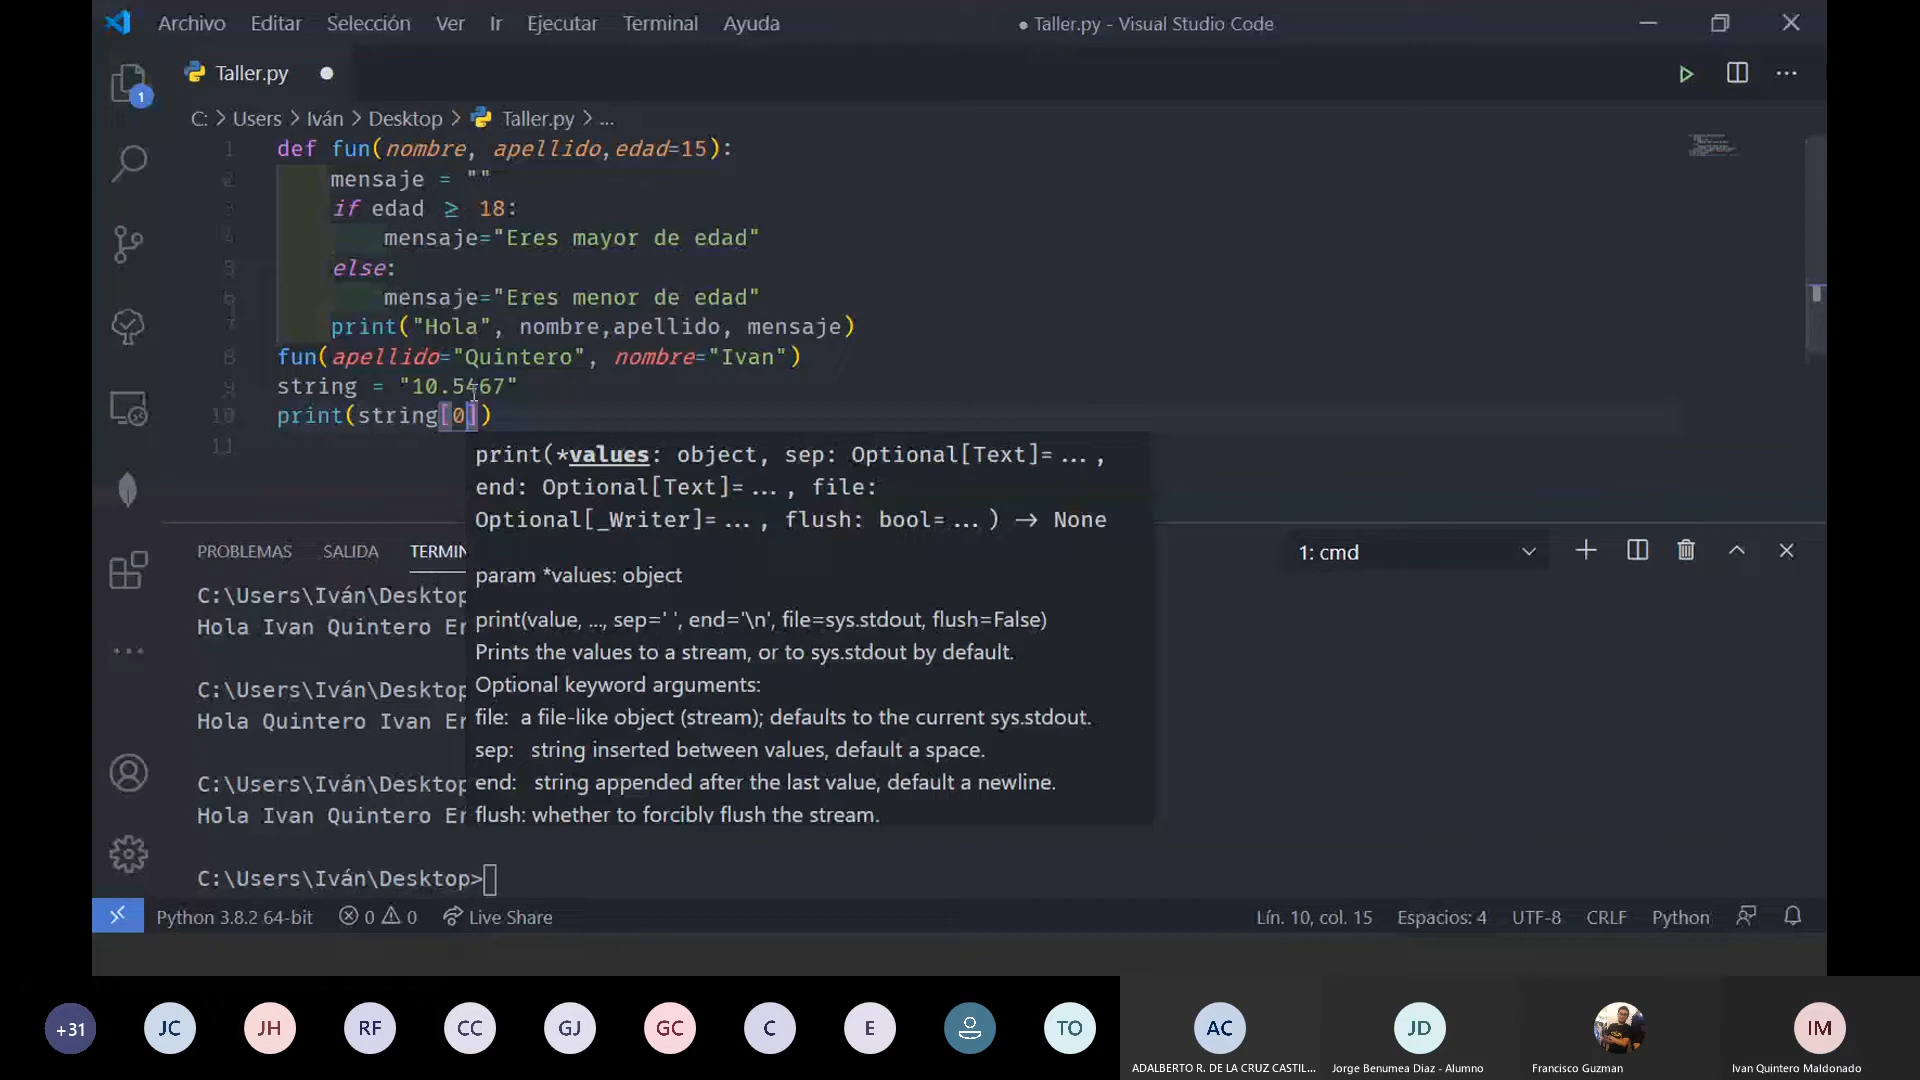 Archivo Editar Selección Ver Ir Ejecutar Terminal Ayuda
● Taller.py - Visual Studio Code
Taller.py
1
C: > Users > Iván > Desktop > Taller.py > ...
1 def fun(nombre, apellido,edad=15):
2 mensaje = ""
3 if edad ≥ 18:
4 mensaje="Eres mayor de edad"
5 else:
6 mensaje="Eres menor de edad"
7 print("Hola", nombre,apellido, mensaje)
8 fun(apellido="Quintero", nombre="Ivan")
9 string = "10.5467"
10 print(string[0])
11
print(*values: object, sep: Optional[Text]=...,
end: Optional[Text]=..., file:
Optional[_Writer]=..., flush: bool=...) → None
param *values: object
print(value, ..., sep=' ', end='\n', file=sys.stdout, flush=False)
Prints the values to a stream, or to sys.stdout by default.
Optional keyword arguments:
file: a file-like object (stream); defaults to the current sys.stdout.
sep: string inserted between values, default a space.
end: string appended after the last value, default a newline.
flush: whether to forcibly flush the stream.
PROBLEMAS SALIDA TERMIN
1: cmd
C:\Users\Iván\Desktop
Hola Ivan Quintero Er
C:\Users\Iván\Desktop
Hola Quintero Ivan Er
C:\Users\Iván\Desktop
Hola Ivan Quintero Er
C:\Users\Iván\Desktop>
Python 3.8.2 64-bit 0 0 Live Share
Lín. 10, col. 15 Espacios: 4 UTF-8 CRLF Python
+31 JC JH RF CC GJ GC C E TO AC JD IM
ADALBERTO R. DE LA CRUZ CASTIL... Jorge Benumea Diaz - Alumno Francisco Guzman Ivan Quintero Maldonado